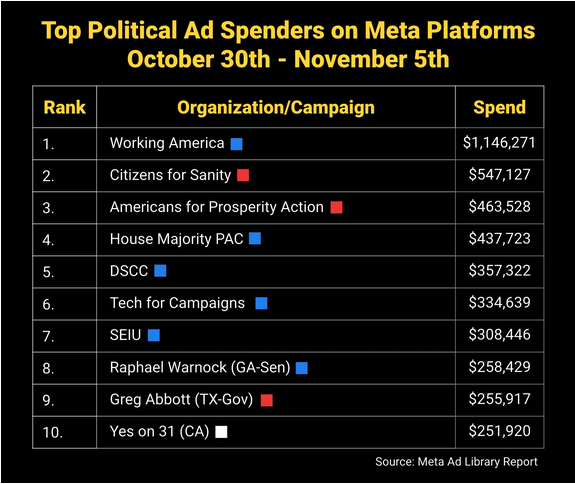 Top Political Ad Spenders on Meta Platforms
October 30th - November 5th
Rank Organization/Campaign Spend
1. Working America $1,146,271
2. Citizens for Sanity $547,127
3. Americans for Prosperity Action $463,528
4. House Majority PAC $437,723
5. DSCC $357,322
6. Tech for Campaigns $334,639
7. SEIU $308,446
8. Raphael Warnock (GA-Sen) $258,429
9. Greg Abbott (TX-Gov) $255,917
10. Yes on 31 (CA) $251,920
Source: Meta Ad Library Report